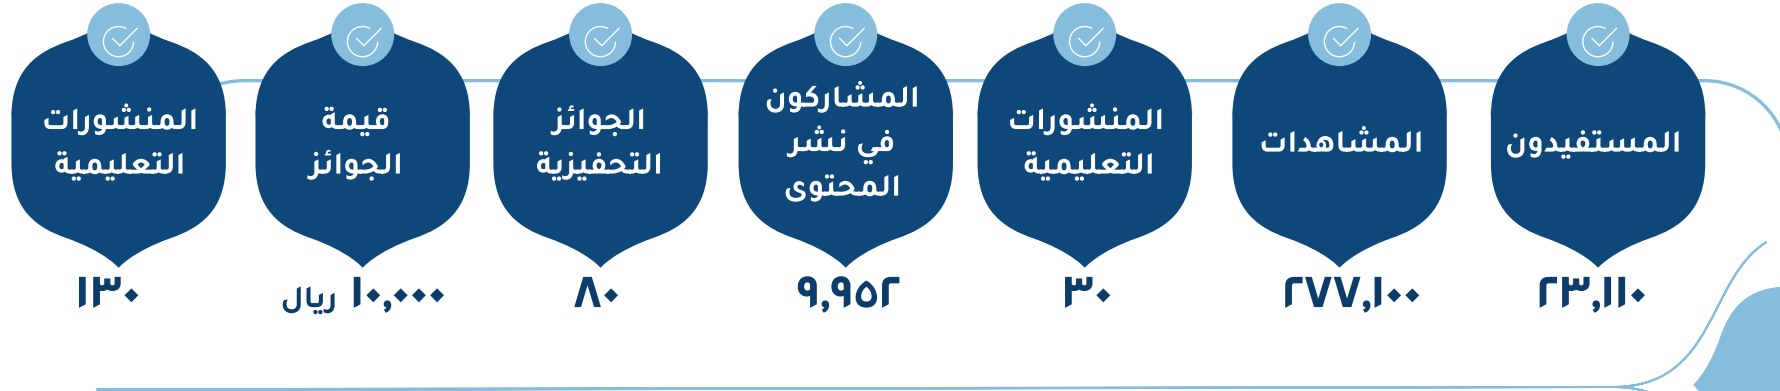 المستفيدون
٢٣,١١٠
المشاهدات
٢٧٧,١٠٠
المنشورات
التعليمية
٣٠
المشاركون
في نشر
المحتوى
٩,٩٥٢
الجوائز
التحفيزية
٨٠
قيمة
الجوائز
١٠,٠٠٠ ريال
المنشورات
التعليمية
١٣٠